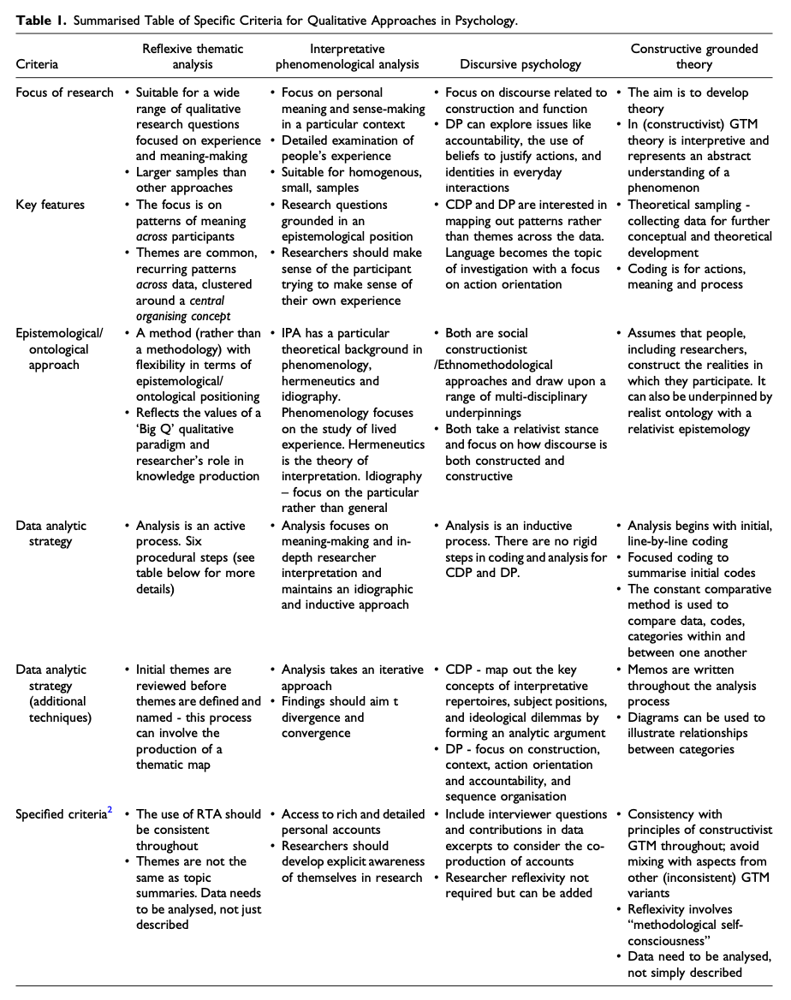 Table 1. Summarised Table of Specific Criteria for Qualitative Approaches in Psychology.
Criteria
Reflexive thematic
analysis
Interpretative
phenomenological analysis
Discursive psychology
Constructive grounded
theory
Focus of research
• Suitable for a wide
range of qualitative
research questions
focused on experience
and meaning-making
• Larger samples than
other approaches
• Focus on personal
meaning and sense-making
in a particular context
• Detailed examination of
people's experience
• Suitable for homogenous,
small, samples
• Focus on discourse related to
construction and function
• DP can explore issues like
accountability, the use of
beliefs to justify actions, and
identities in everyday
interactions
• The aim is to develop
theory
• In (constructivist) GTM
theory is interpretive and
represents an abstract
understanding of a
phenomenon
Key features
• The focus is on
patterns of meaning
across participants
• Themes are common,
recurring patterns
across data, clustered
around a central
organising concept
• Research questions
grounded in an
epistemological position
• Researchers should make
sense of the participant
trying to make sense of
their own experience
• CDP and DP are interested in
mapping out patterns rather
than themes across the data.
Language becomes the topic
of investigation with a focus
on action orientation
• Theoretical sampling -
collecting data for further
conceptual and theoretical
development
• Coding is for actions,
meaning and process
Epistemological/
ontological
approach
• A method (rather than
a methodology) with
flexibility in terms of
epistemological/
ontological positioning
• Reflects the values of a
'Big Q' qualitative
paradigm and
researcher's role in
knowledge production
• IPA has a particular
theoretical background in
phenomenology,
hermeneutics and
idiography.
Phenomenology focuses
on the study of lived
experience. Hermeneutics
is the theory of
interpretation. Idiography
– focus on the particular
rather than general
• Both are social
constructionist
/Ethnomethodological
approaches and draw upon a
range of multi-disciplinary
underpinnings
• Both take a relativist stance
and focus on how discourse is
both constructed and
constructive
• Assumes that people,
including researchers,
construct the realities in
which they participate. It
can also be underpinned by
realist ontology with a
relativist epistemology
Data analytic
strategy
• Analysis is an active
process. Six
procedural steps (see
table below for more
details)
• Analysis focuses on
meaning-making and in-
depth researcher
interpretation and
maintains an idiographic
and inductive approach
• Analysis is an inductive
process. There are no rigid
steps in coding and analysis for
CDP and DP.
• Analysis begins with initial,
line-by-line coding
• Focused coding to
summarise initial codes
• The constant comparative
method is used to
compare data, codes,
categories within and
between one another
Data analytic
strategy
(additional
techniques)
• Initial themes are
reviewed before
themes are defined and
named - this process
can involve the
production of a
thematic map
• Analysis takes an iterative
approach
• Findings should aim t
divergence and
convergence
• CDP - map out the key
concepts of interpretative
repertoires, subject positions,
and ideological dilemmas by
forming an analytic argument
• DP - focus on construction,
context, action orientation
and accountability, and
sequence organisation
• Memos are written
throughout the analysis
process
• Diagrams can be used to
illustrate relationships
between categories
Specified criteria2
• The use of RTA should
be consistent
throughout
• Themes are not the
same as topic
summaries. Data needs
to be analysed, not just
described
• Access to rich and detailed
personal accounts
• Researchers should
develop explicit awareness
of themselves in research
• Include interviewer questions
and contributions in data
excerpts to consider the co-
production of accounts
• Researcher reflexivity not
required but can be added
• Consistency with
principles of constructivist
GTM throughout; avoid
mixing with aspects from
other (inconsistent) GTM
variants
• Reflexivity involves
“methodological self-
consciousness”
• Data need to be analysed,
not simply described